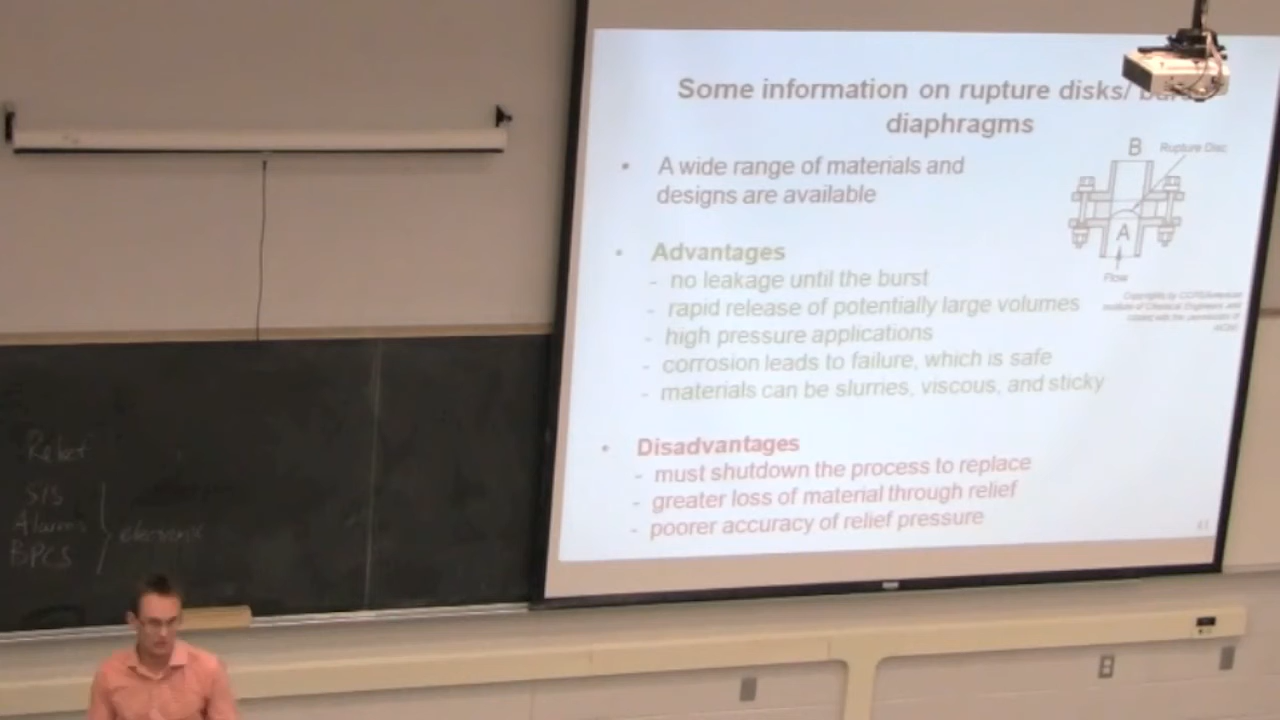 Some information on rupture disks/
diaphragms
• A wide range of materials and
designs are available
B
Rupture Disc
A
Flow
• Advantages
- no leakage until the burst
- rapid release of potentially large volumes
- high pressure applications
- corrosion leads to failure, which is safe
- materials can be slurries, viscous, and sticky
• Disadvantages
- must shutdown the process to replace
- greater loss of material through relief
- poorer accuracy of relief pressure
Relief
SIS
Alarms
electronic
BPCS